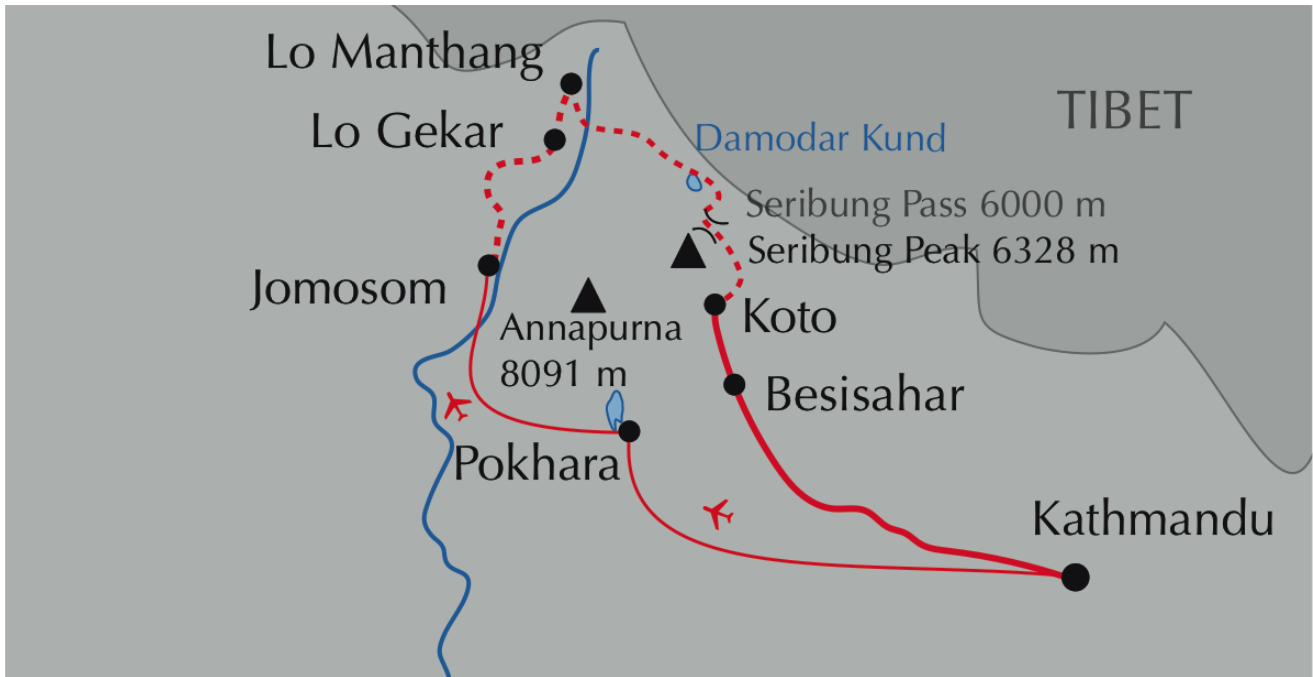 Lo Manthang
TIBET
Lo Gekar
Damodar Kund
Seribung Pass 6000 m
Seribung Peak 6328 m
Jomosom
Koto
Annapurna
8091 m
Besisahar
Pokhara
Kathmandu